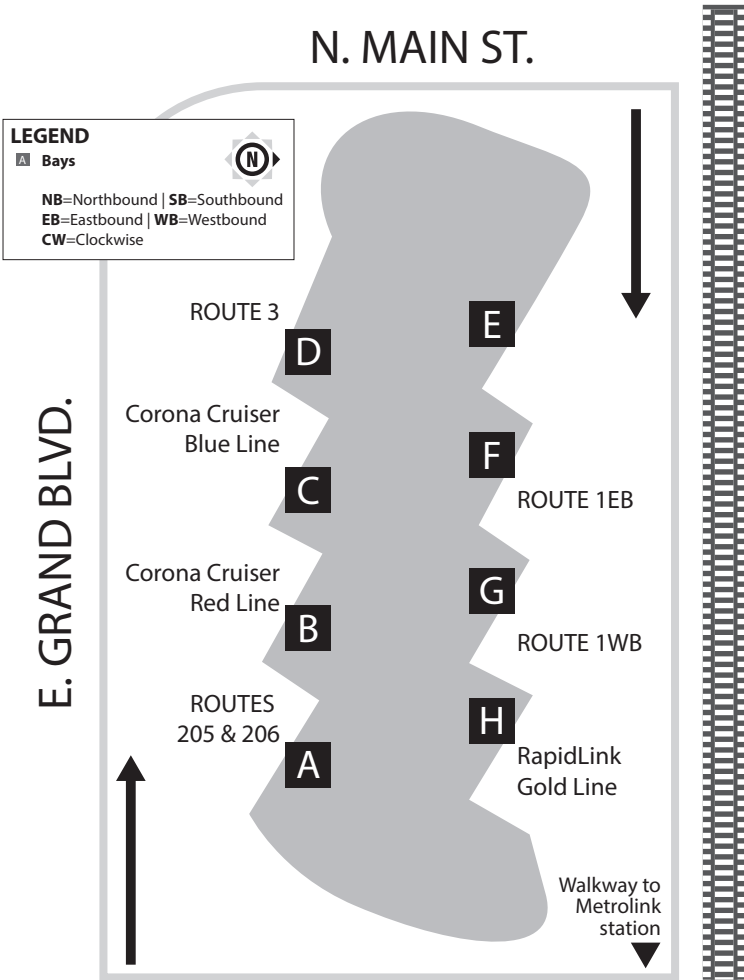 N. MAIN ST.
LEGEND
A Bays
N
NB=Northbound | SB=Southbound
EB=Eastbound | WB=Westbound
CW=Clockwise
E. GRAND BLVD.
ROUTE 3
D
Corona Cruiser
Blue Line
C
Corona Cruiser
Red Line
B
ROUTES
205 & 206
A
E
F
ROUTE 1EB
G
ROUTE 1WB
H
RapidLink
Gold Line
Walkway to
Metrolink
station